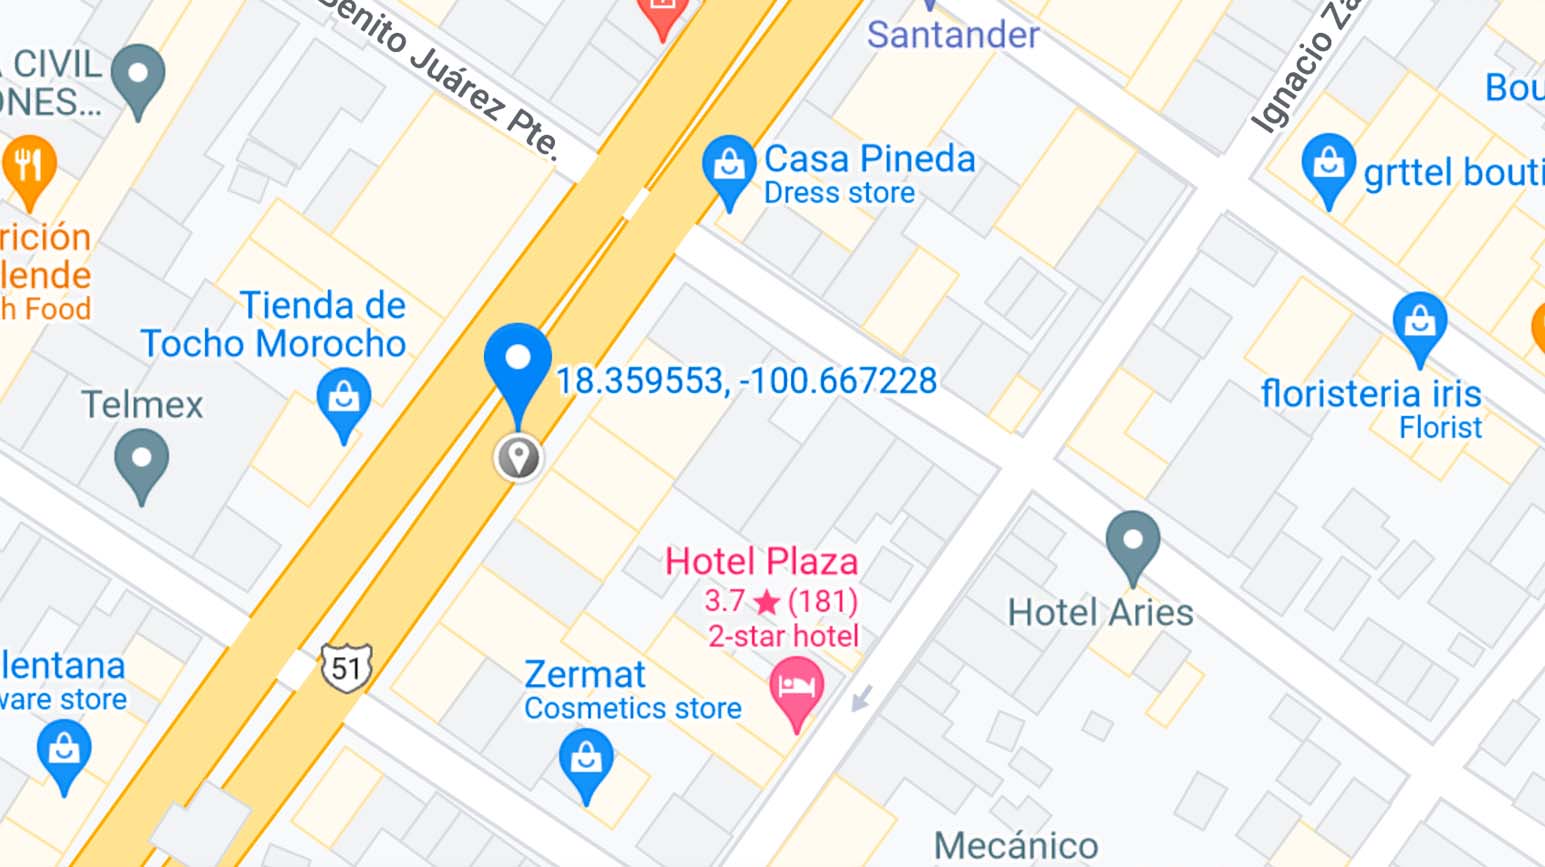 Benito Juárez Pte.
Santander
Ignacio Za
CIVIL
ONES...
Bou
Casa Pineda
Dress store
grttel bouti
rición
lende
h Food
Tienda de
Tocho Morocho
18.359553, -100.667228
Telmex
floristeria iris
Florist
Hotel Plaza
3.7 ★ (181)
2-star hotel
Hotel Aries
51
lentana
ware store
Zermat
Cosmetics store
Mecánico